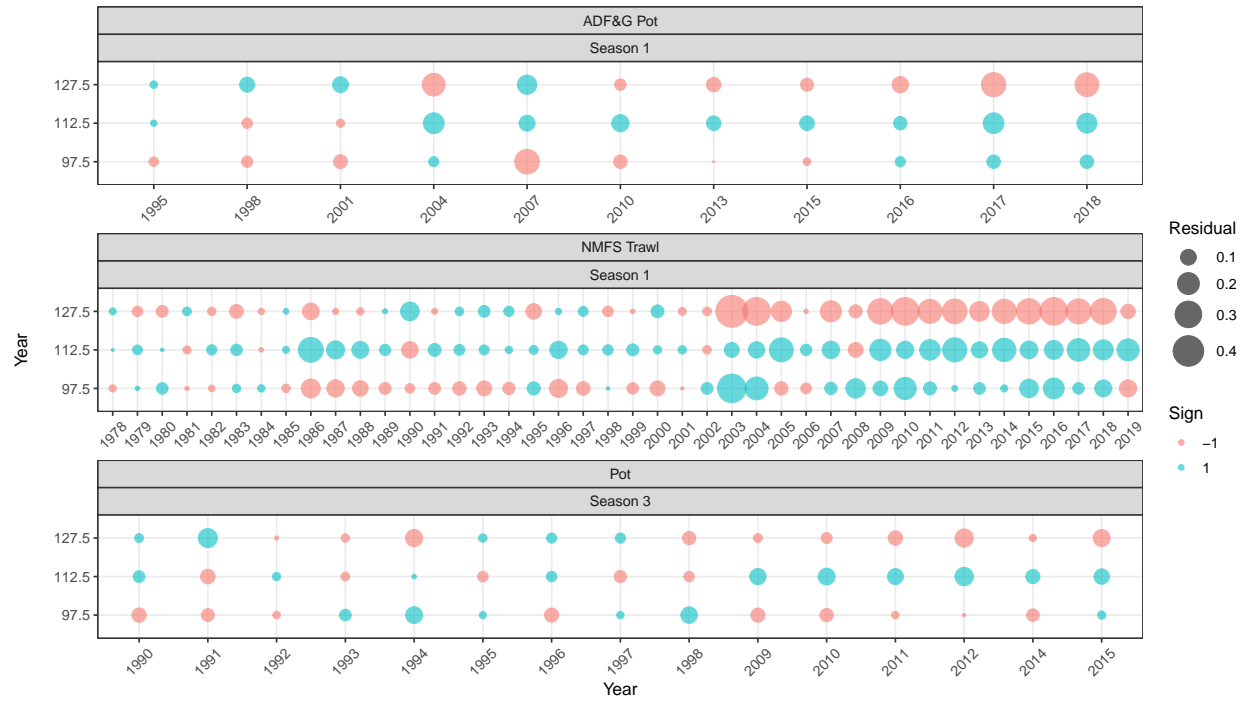 ADF&G Pot
Season 1
127.5
112.5
97.5
1995 1998 2001 2004 2007 2010 2013 2015 2016 2017 2018
NMFS Trawl
Season 1
127.5
112.5
97.5
1978 1979 1980 1981 1982 1983 1984 1985 1986 1987 1988 1989 1990 1991 1992 1993 1994 1995 1996 1997 1998 1999 2000 2001 2002 2003 2004 2005 2006 2007 2008 2009 2010 2011 2012 2013 2014 2015 2016 2017 2018 2019
Pot
Season 3
127.5
112.5
97.5
1990 1991 1992 1993 1994 1995 1996 1997 1998 2009 2010 2011 2012 2014 2015
Year
Year
Residual
0.1
0.2
0.3
0.4
Sign
−1
1